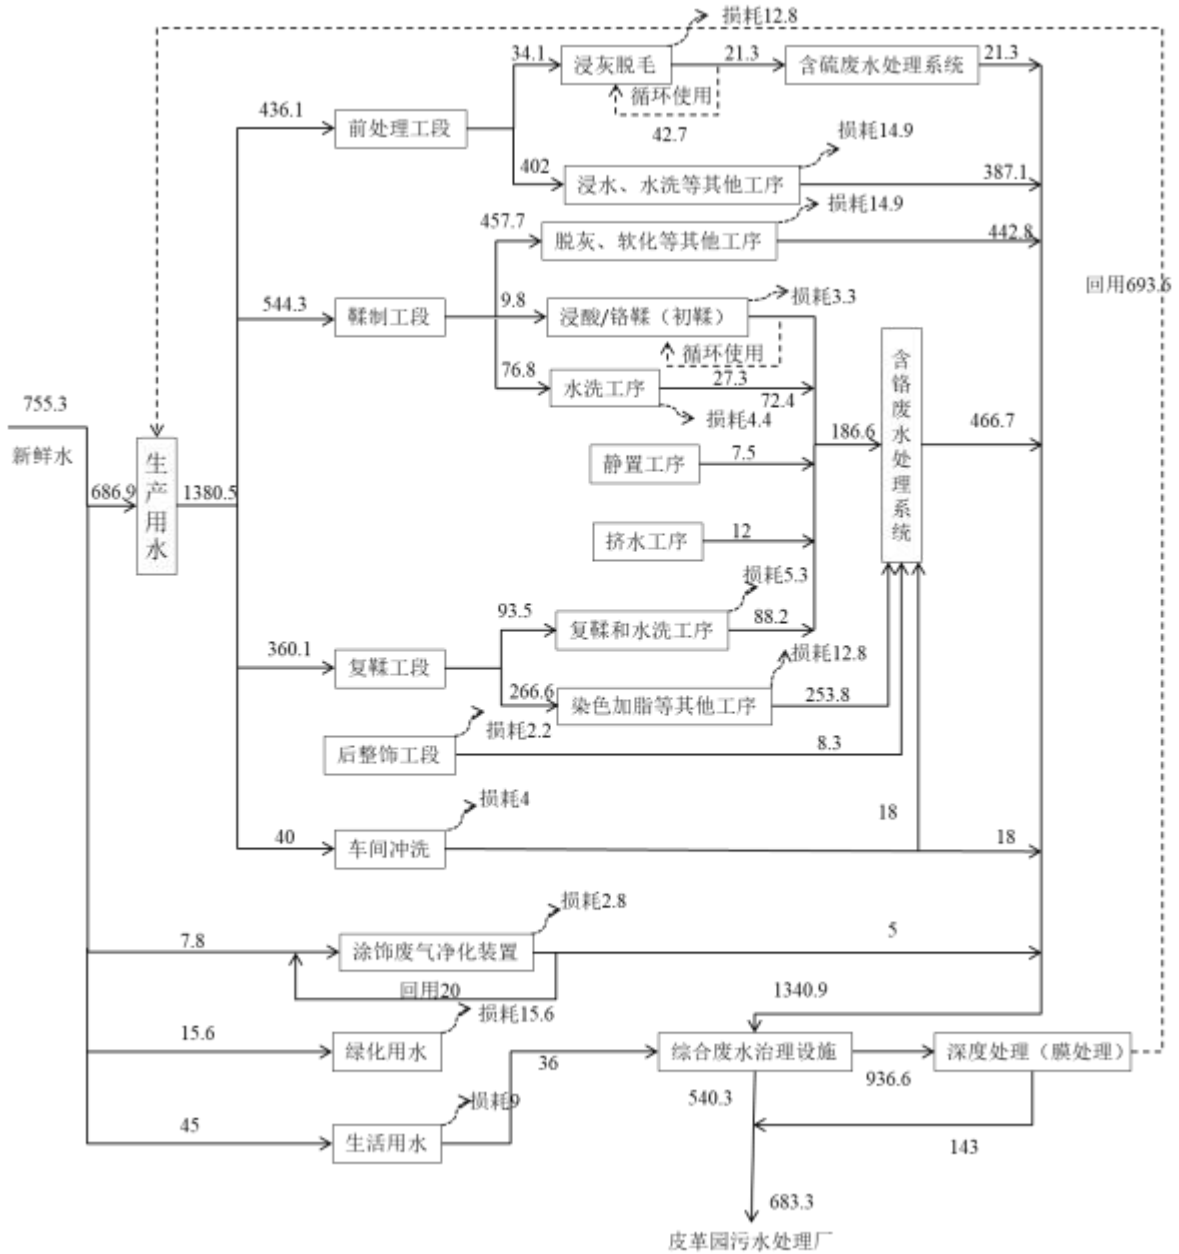 损耗12.8
34.1
浸灰脱毛
21.3
含硫废水处理系统
21.3
循环使用
42.7
436.1
前处理工段
损耗14.9
402
浸水、水洗等其他工序
387.1
损耗14.9
457.7
脱灰、软化等其他工序
442.8
回用693.6
544.3
鞣制工段
9.8
浸酸/铬鞣（初鞣）
损耗3.3
循环使用
76.8
水洗工序
27.3
72.4
损耗4.4
含铬废水处理系统
755.3
新鲜水
186.6
466.7
静置工序
7.5
686.9
生产用水
1380.5
挤水工序
12
损耗5.3
93.5
复鞣和水洗工序
88.2
360.1
复鞣工段
损耗12.8
266.6
染色加脂等其他工序
253.8
损耗2.2
后整饰工段
8.3
损耗4
18
40
车间冲洗
18
损耗2.8
7.8
涂饰废气净化装置
5
回用20
1340.9
损耗15.6
15.6
绿化用水
36
综合废水治理设施
936.6
深度处理（膜处理）
损耗9
540.3
45
生活用水
143
683.3
皮革园污水处理厂